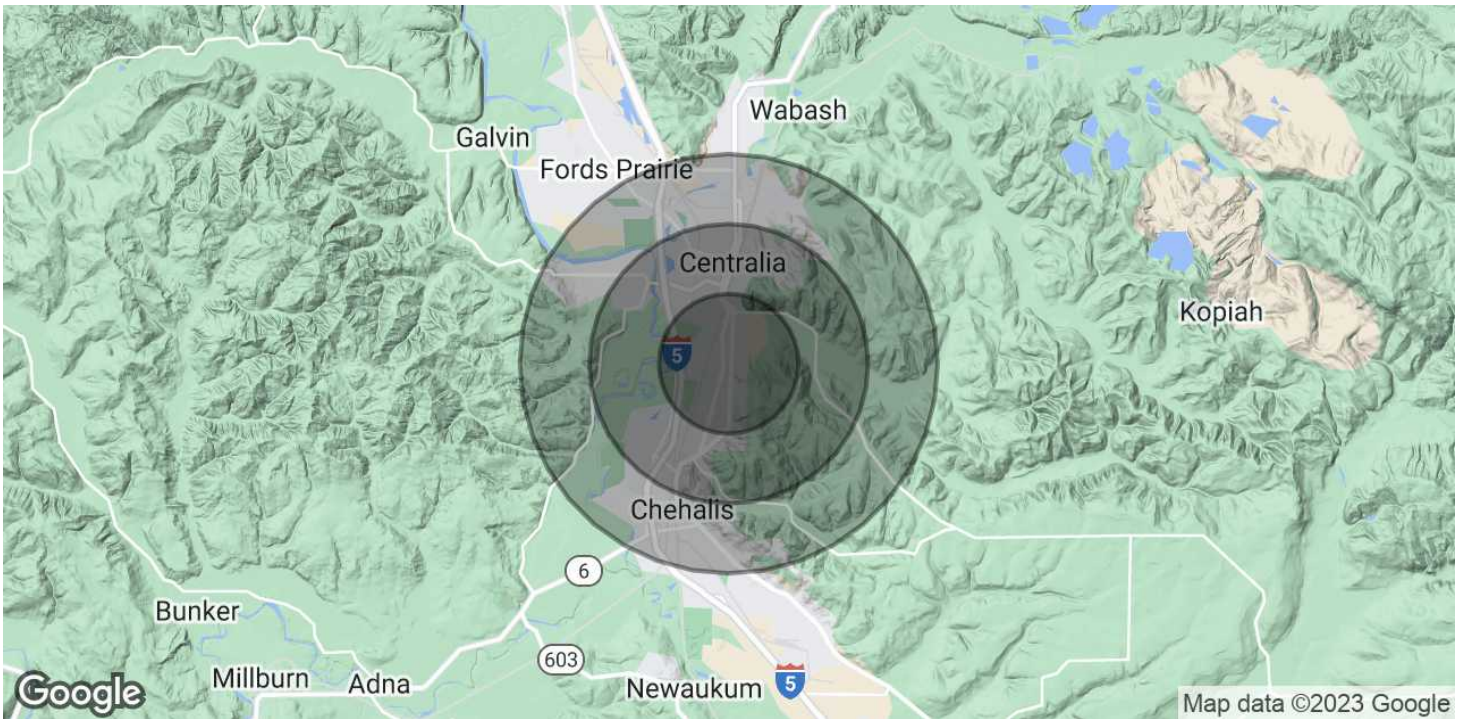 Wabash
Galvin
Fords Prairie
Centralia
Kopiah
5
Chehalis
6
Bunker
603
Millburn
Adna
Newaukum
5
Google
Map data ©2023 Google